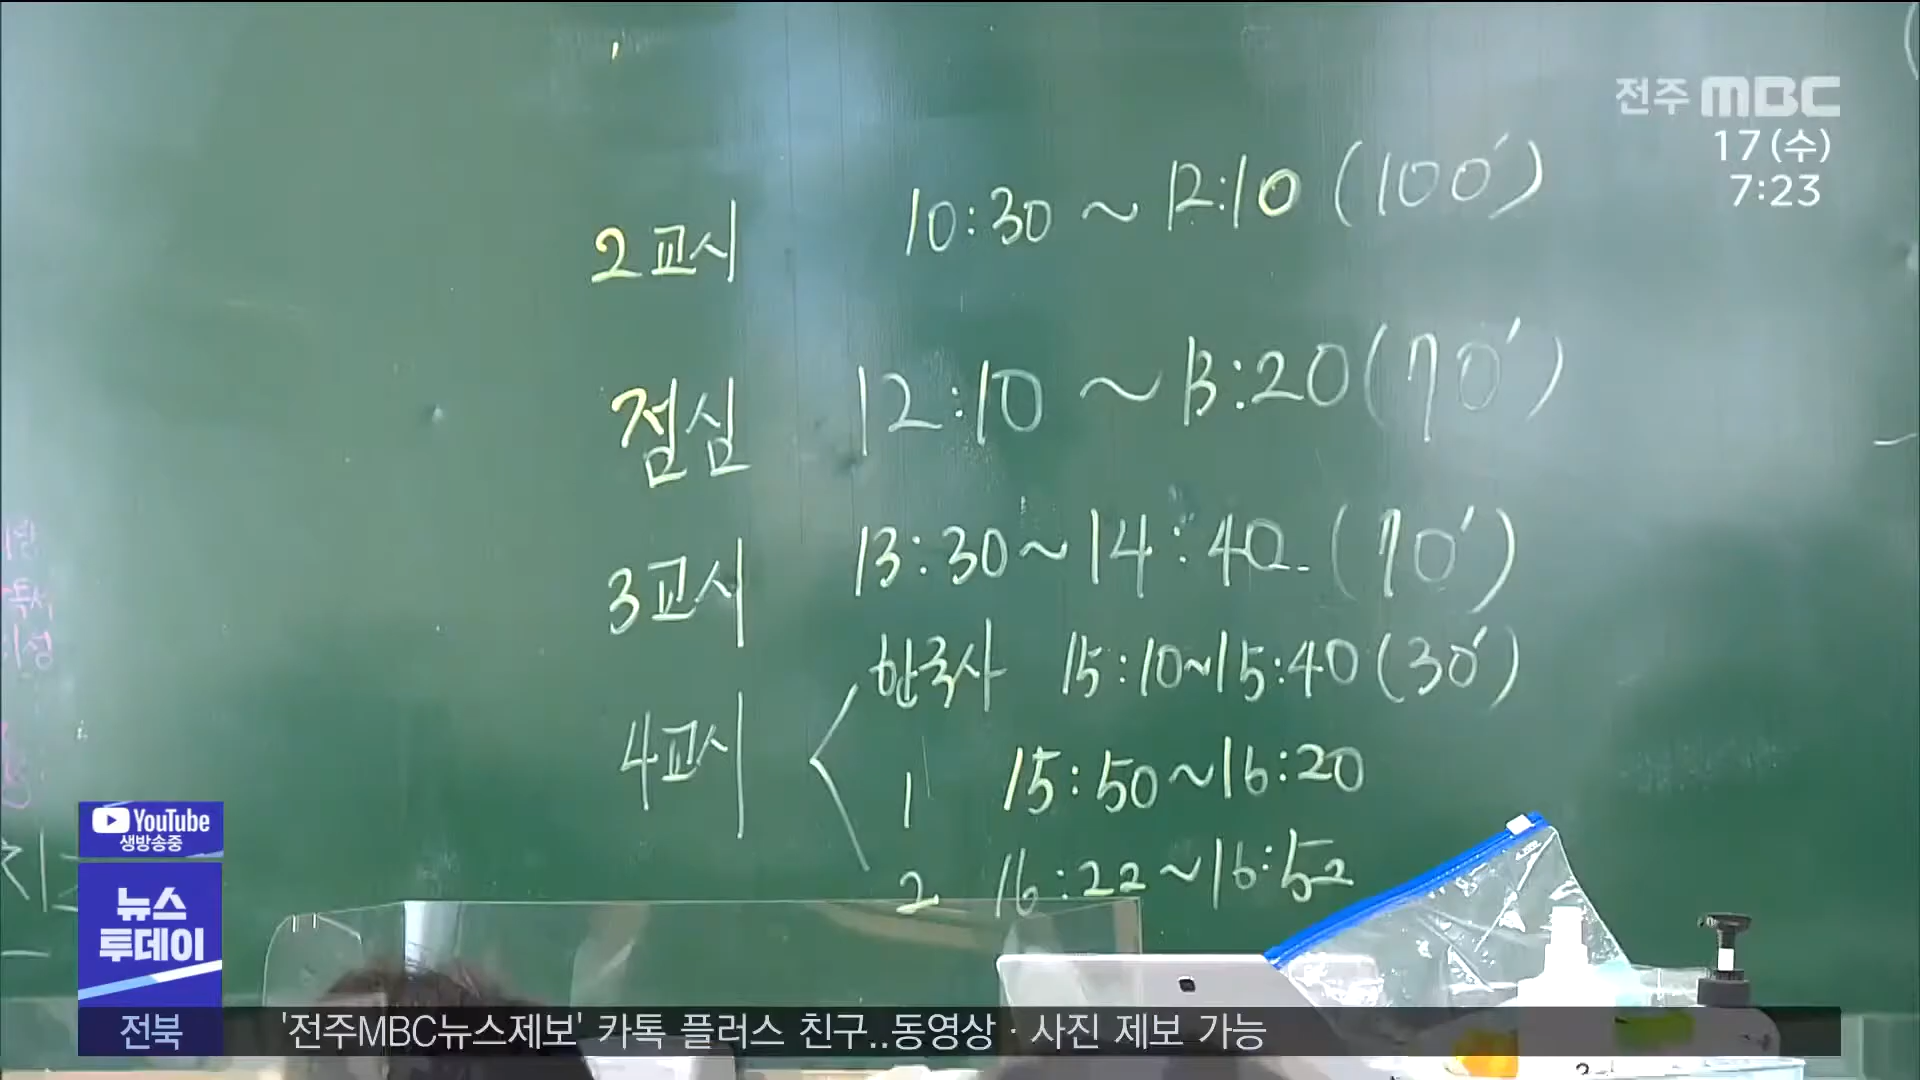 전주 MBC
17(수)
7:23
2교시 10:30 ~ 12:10 (100′)
점심 12:10 ~ 13:20 (70′)
3교시 13:30 ~ 14:40 (70′)
4교시 한국사 15:10~15:40 (30′)
1 15:50 ~ 16:20
2 16:22 ~ 16:52
YouTube
생방송중
뉴스
투데이
전북 '전주MBC뉴스제보' 카톡 플러스 친구..동영상·사진 제보 가능